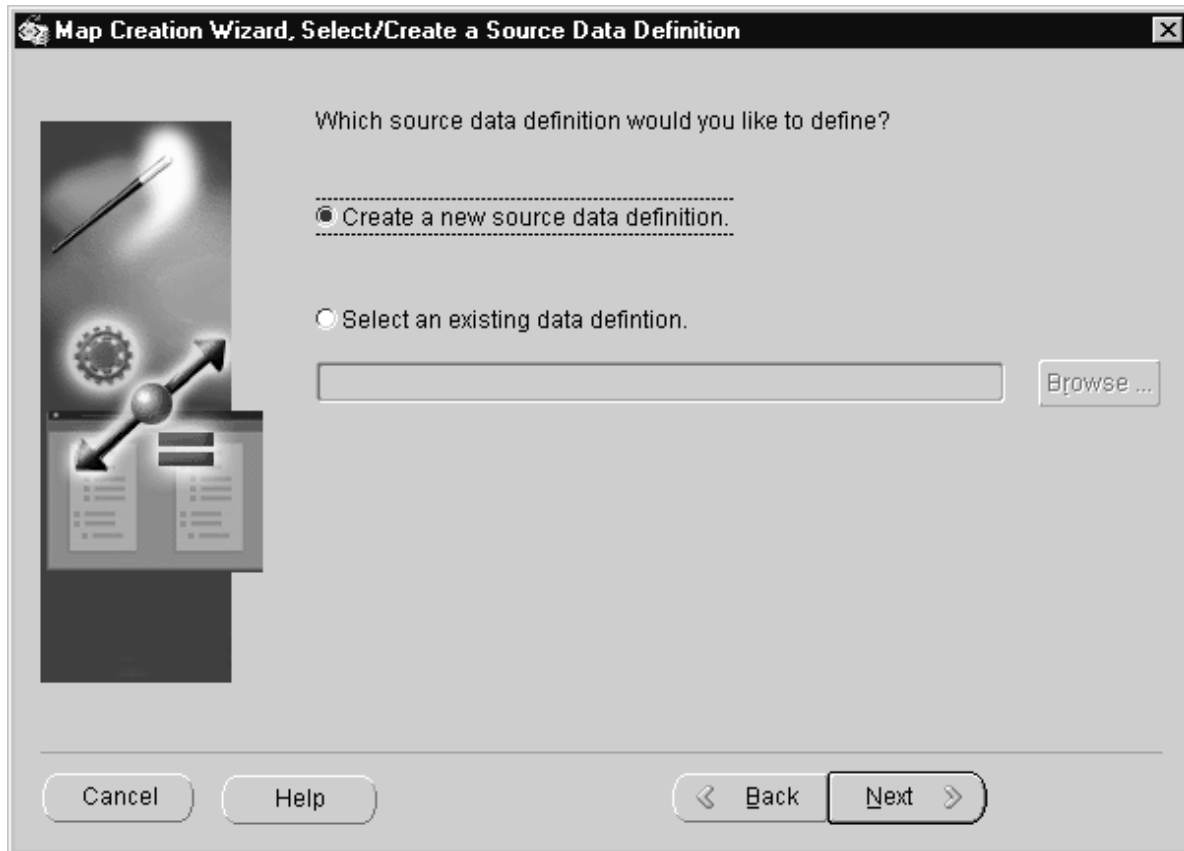 Map Creation Wizard, Select/Create a Source Data Definition
Which source data definition would you like to define?
Create a new source data definition.
Select an existing data defintion.
Browse ...
Cancel
Help
Back
Next